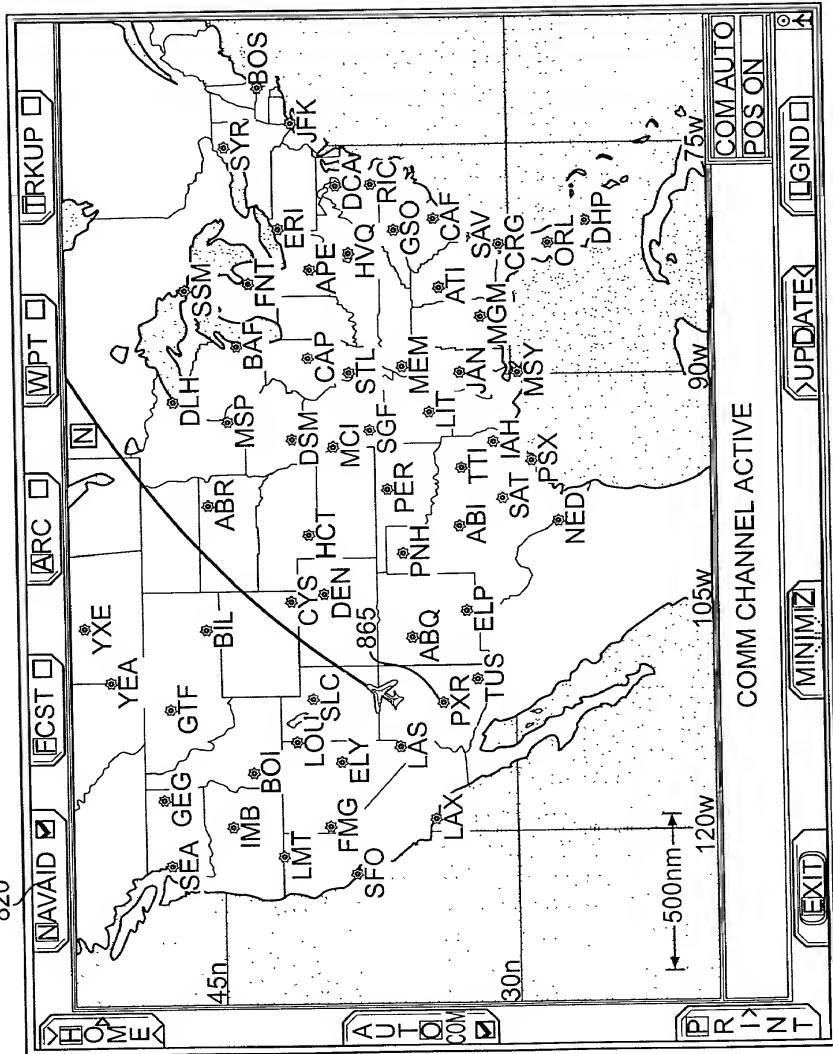 820
NAVAID
FCST
ARC
WPT
TRKUP
>HOME<
AUTO
COM
PRI>NT
N
YXE
YEA
SEA
GEG
GTF
BIL
ABR
DLH
MSP
SSM
BAF
FNT
SYR
BOS
45n
IMB
BOI
LMT
LOU
SLC
ELY
FMG
SFO
CYS
DEN
HCT
DSM
MCI
CAP
APE
ERI
JFK
DCA
HVQ
RIC
STL
SGF
865
LAS
LAX
PXR
TUS
ABQ
ELP
PNH
PER
ABI
TTI
LIT
MEM
JAN
ATI
GSO
CAF
SAV
CRG
MGM
30n
SAT
IAH
PSX
MSY
NED
ORL
DHP
500nm
120w
105w
90w
75w
COMM CHANNEL ACTIVE
COM AUTO
POS ON
EXIT
MINIMIZ
>UPDATE<
LGND